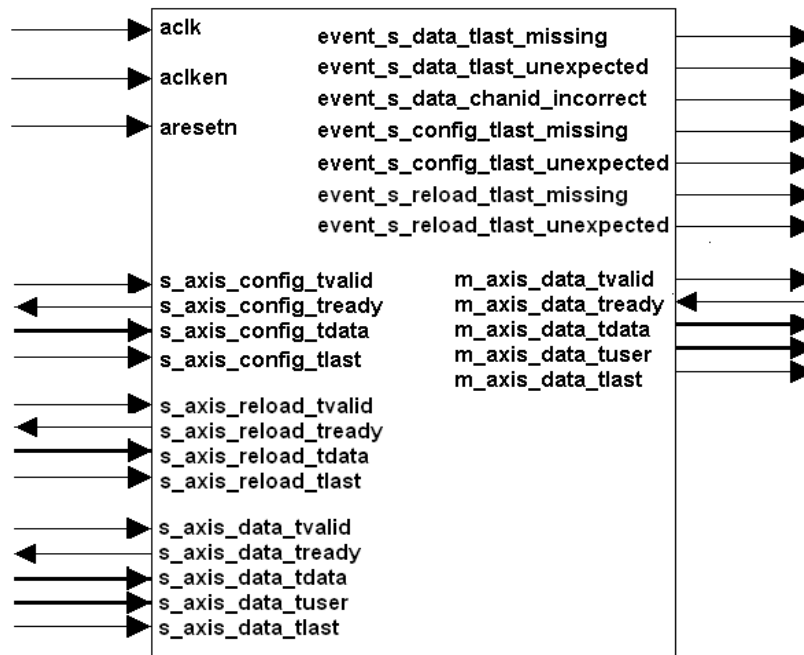 aclk
aclken
aresetn
event_s_data_tlast_missing
event_s_data_tlast_unexpected
event_s_data_chanid_incorrect
event_s_config_tlast_missing
event_s_config_tlast_unexpected
event_s_reload_tlast_missing
event_s_reload_tlast_unexpected
s_axis_config_tvalid
s_axis_config_tready
s_axis_config_tdata
s_axis_config_tlast
m_axis_data_tvalid
m_axis_data_tready
m_axis_data_tdata
m_axis_data_tuser
m_axis_data_tlast
s_axis_reload_tvalid
s_axis_reload_tready
s_axis_reload_tdata
s_axis_reload_tlast
s_axis_data_tvalid
s_axis_data_tready
s_axis_data_tdata
s_axis_data_tuser
s_axis_data_tlast